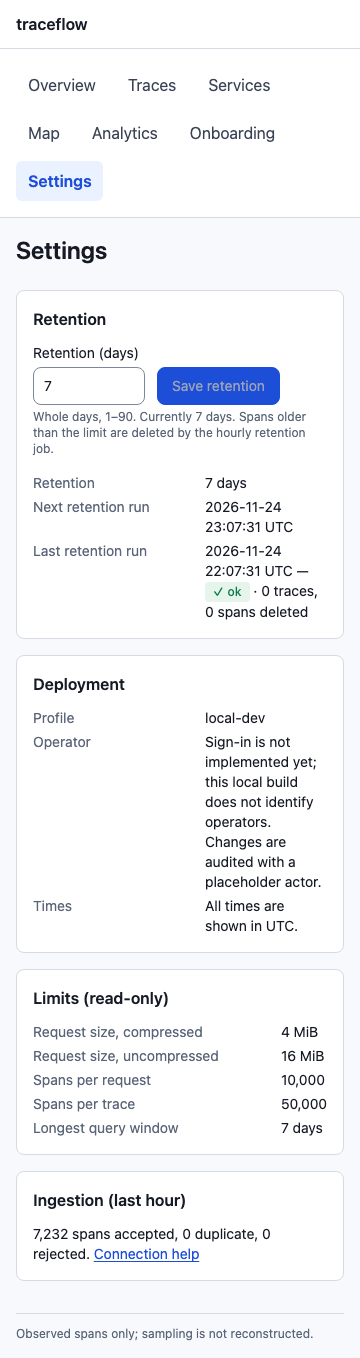 traceflow
Overview Traces Services
Map Analytics Onboarding
Settings
Settings
Retention
Retention (days)
7 Save retention
Whole days, 1–90. Currently 7 days. Spans older
than the limit are deleted by the hourly retention
job.
Retention 7 days
Next retention run 2026-11-24
23:07:31 UTC
Last retention run 2026-11-24
22:07:31 UTC —
✓ ok · 0 traces,
0 spans deleted
Deployment
Profile local-dev
Operator Sign-in is not
implemented yet;
this local build
does not identify
operators.
Changes are
audited with a
placeholder actor.
Times All times are
shown in UTC.
Limits (read-only)
Request size, compressed 4 MiB
Request size, uncompressed 16 MiB
Spans per request 10,000
Spans per trace 50,000
Longest query window 7 days
Ingestion (last hour)
7,232 spans accepted, 0 duplicate, 0
rejected. Connection help
Observed spans only; sampling is not reconstructed.